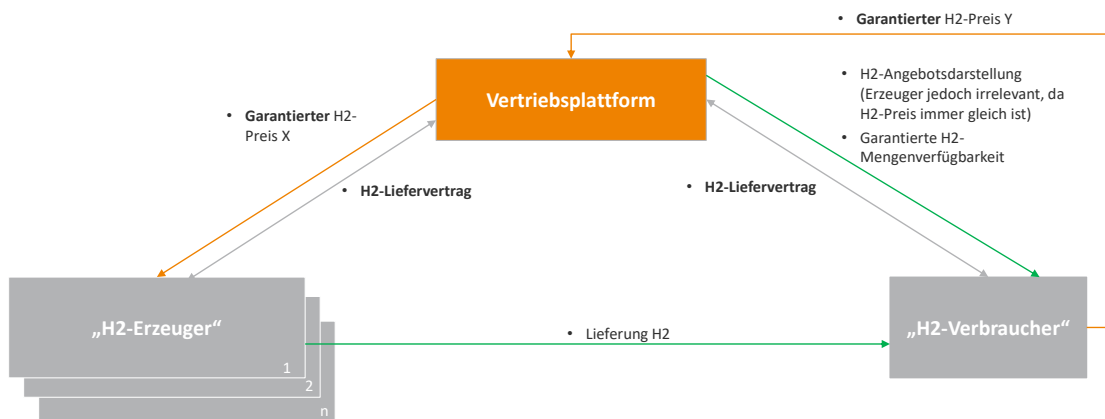 • Garantierter H2-Preis Y
Vertriebsplattform
• H2-Angebotsdarstellung
(Erzeuger jedoch irrelevant, da
H2-Preis immer gleich ist)
• Garantierte H2-
Mengenverfügbarkeit
• Garantierter H2-
Preis X
• H2-Liefervertrag
• H2-Liefervertrag
„H2-Erzeuger“
1
2
n
• Lieferung H2
„H2-Verbraucher“